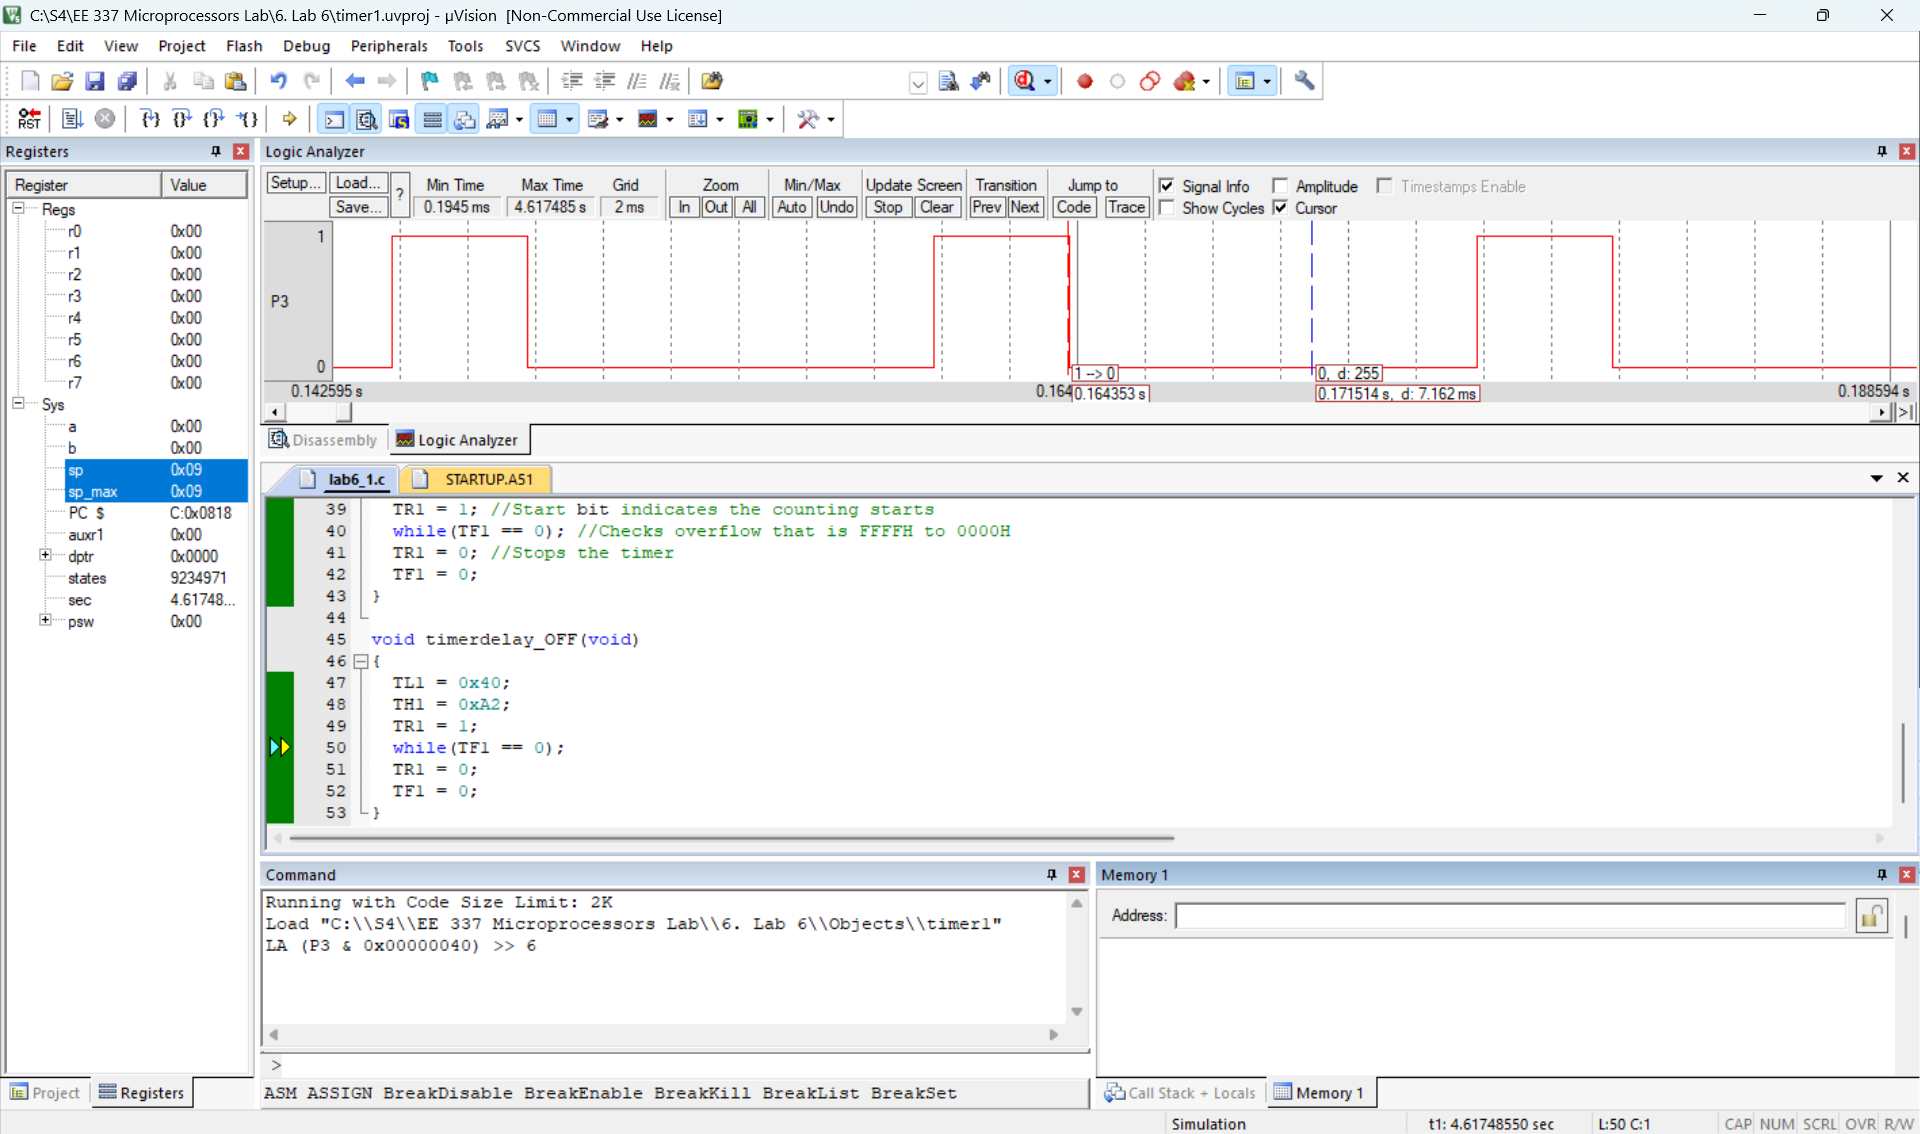 C:\S4\EE 337 Microprocessors Lab\6. Lab 6\timer1.uvproj - µVision  [Non-Commercial Use License]
File Edit View Project Flash Debug Peripherals Tools SVCS Window Help
RST
Registers
Register Value
Regs
r0 0x00
r1 0x00
r2 0x00
r3 0x00
r4 0x00
r5 0x00
r6 0x00
r7 0x00
Sys
a 0x00
b 0x00
sp 0x09
sp_max 0x09
PC $ C:0x0818
auxr1 0x00
dptr 0x0000
states 9234971
sec 4.61748...
psw 0x00
Project Registers
Logic Analyzer
Setup... Load... ? Min Time Max Time Grid Zoom Min/Max Update Screen Transition Jump to Signal Info Amplitude Timestamps Enable
Save... 0.1945 ms 4.617485 s 2 ms In Out All Auto Undo Stop Clear Prev Next Code Trace Show Cycles Cursor
1
P3
0
1 --> 0 0, d: 255
0.142595 s 0.164 0.164353 s 0.171514 s, d: 7.162 ms 0.188594 s
Disassembly Logic Analyzer
lab6_1.c STARTUP.A51
39 TR1 = 1; //Start bit indicates the counting starts
40 while(TF1 == 0); //Checks overflow that is FFFFH to 0000H
41 TR1 = 0; //Stops the timer
42 TF1 = 0;
43 }
44
45 void timerdelay_OFF(void)
46 {
47 TL1 = 0x40;
48 TH1 = 0xA2;
49 TR1 = 1;
50 while(TF1 == 0);
51 TR1 = 0;
52 TF1 = 0;
53 }
Command
Running with Code Size Limit: 2K
Load "C:\\S4\\EE 337 Microprocessors Lab\\6. Lab 6\\Objects\\timer1"
LA (P3 & 0x00000040) >> 6
>
ASM ASSIGN BreakDisable BreakEnable BreakKill BreakList BreakSet
Memory 1
Address:
Call Stack + Locals Memory 1
Simulation t1: 4.61748550 sec L:50 C:1 CAP NUM SCRL OVR R/W